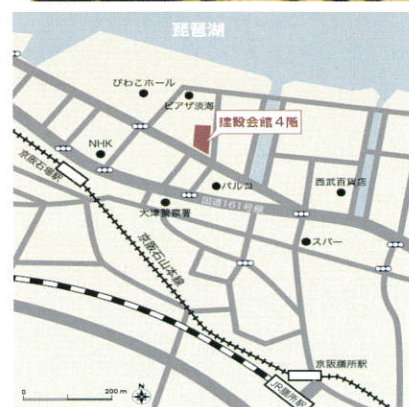 琵琶湖
びわこホール
ピアザ淡海
建設会館4階
NHK
京阪石場駅
パルコ
西武百貨店
大津警察署
国道161号線
スパー
京阪石山本線
京阪膳所駅
JR膳所駅
0
200 m
N